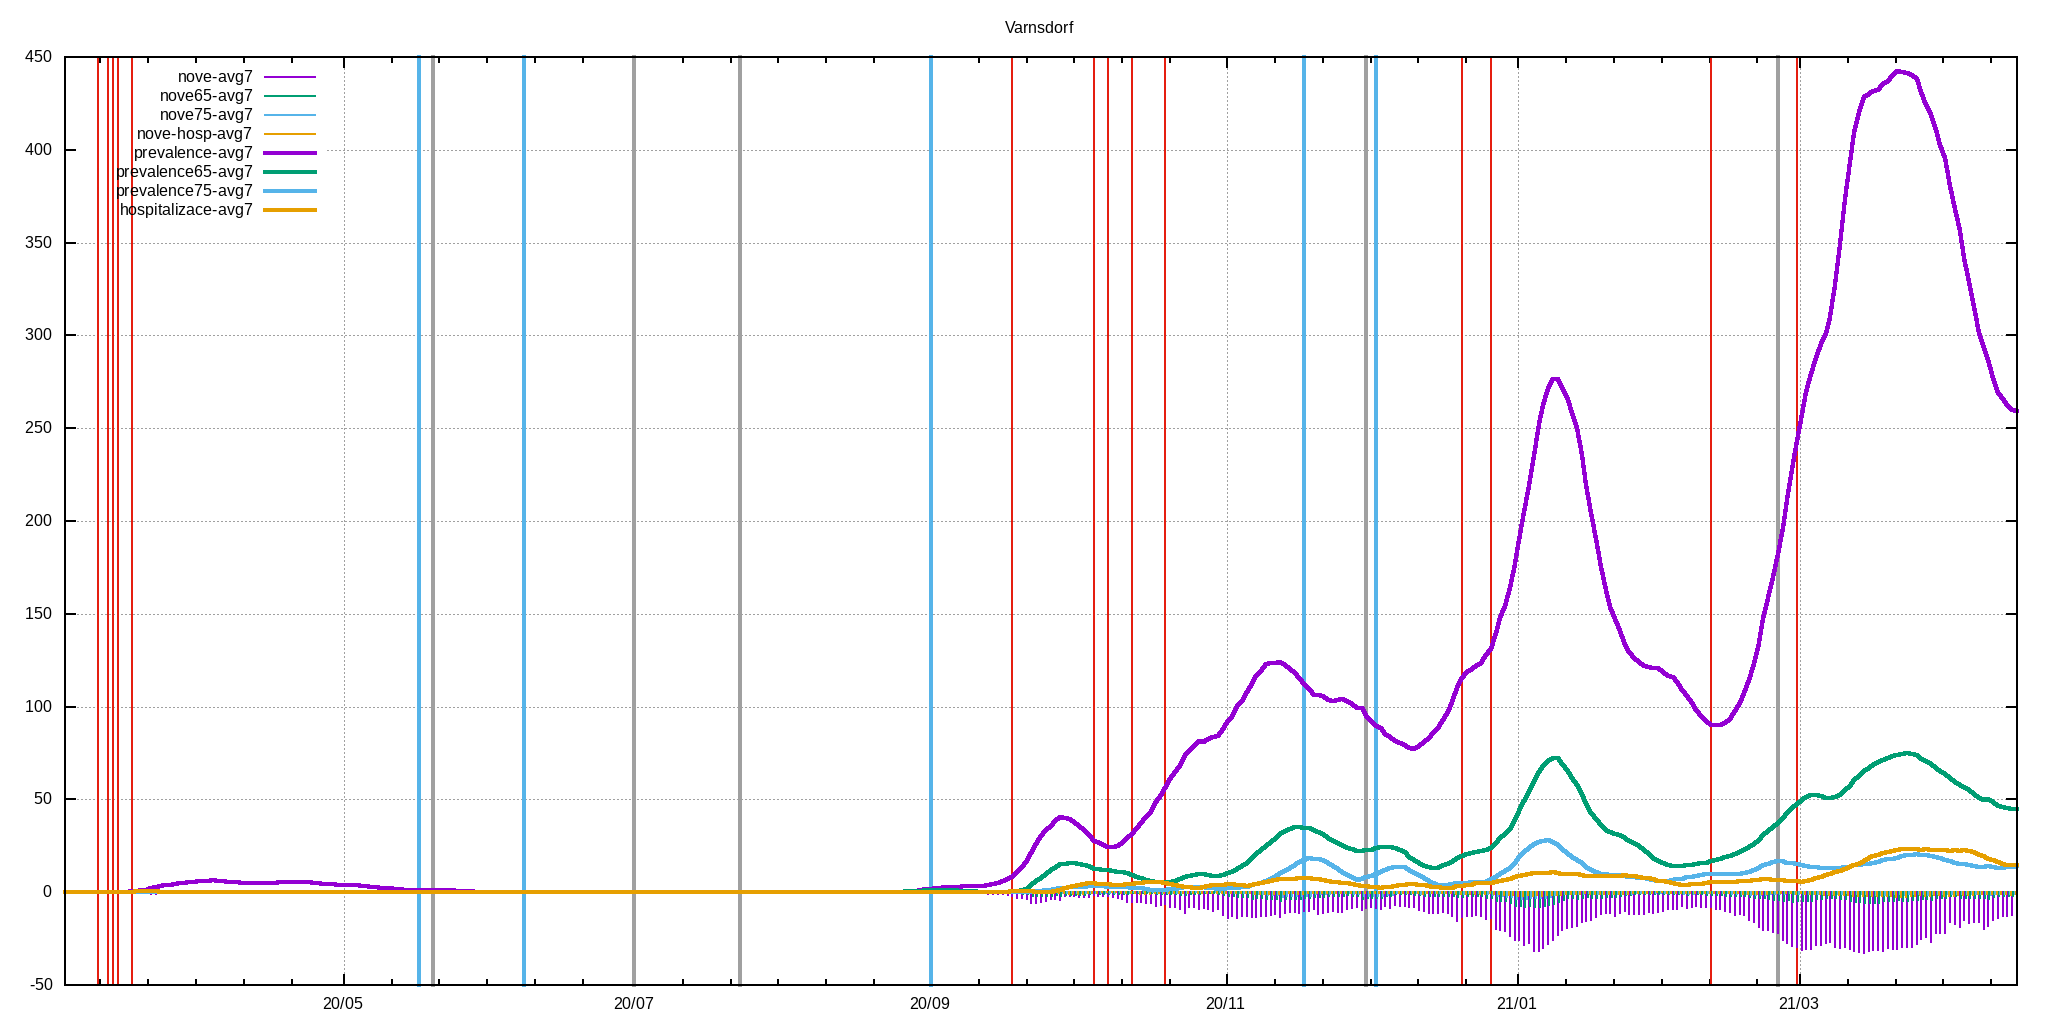 Varnsdorf
450
400
350
300
250
200
150
100
50
0
-50
nove-avg7
nove65-avg7
nove75-avg7
nove-hosp-avg7
prevalence-avg7
prevalence65-avg7
prevalence75-avg7
hospitalizace-avg7
20/05 20/07 20/09 20/11 21/01 21/03